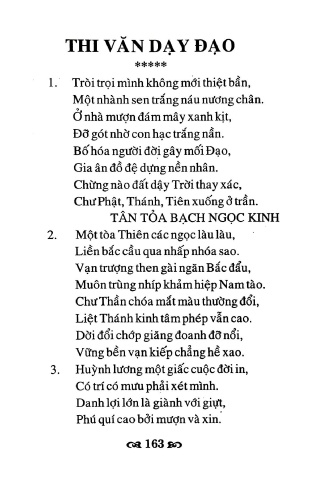 THI VĂN DẠY ĐẠO
*****
1. Tròi trọi mình không mới thiệt bần,
Một nhành sen trắng náu nương chân.
Ở nhà mượn đám mây xanh kịt,
Đỡ gót nhờ con hạc trắng nần.
Bố hóa người đời gây mối Đạo,
Gia ân đồ đệ dựng nền nhân.
Chừng nào đất dậy Trời thay xác,
Chư Phật, Thánh, Tiên xuống ở trần.
TÂN TỎA BẠCH NGỌC KINH
2. Một tòa Thiên các ngọc làu làu,
Liền bắc cầu qua nhấp nhóa sao.
Vạn trượng then gài ngăn Bắc đẩu,
Muôn trùng nhíp khảm hiệp Nam tào.
Chư Thần chóa mắt màu thường đổi,
Liệt Thánh kinh tâm phép vẫn cao.
Dời đổi chớp giăng đoanh đỡ nổi,
Vững bền vạn kiếp chẳng hề xao.
3. Huỳnh lương một giấc cuộc đời in,
Có trí có mưu phải xét mình.
Danh lợi lớn là giành với giựt,
Phú quí cao bởi mượn và xin.
163